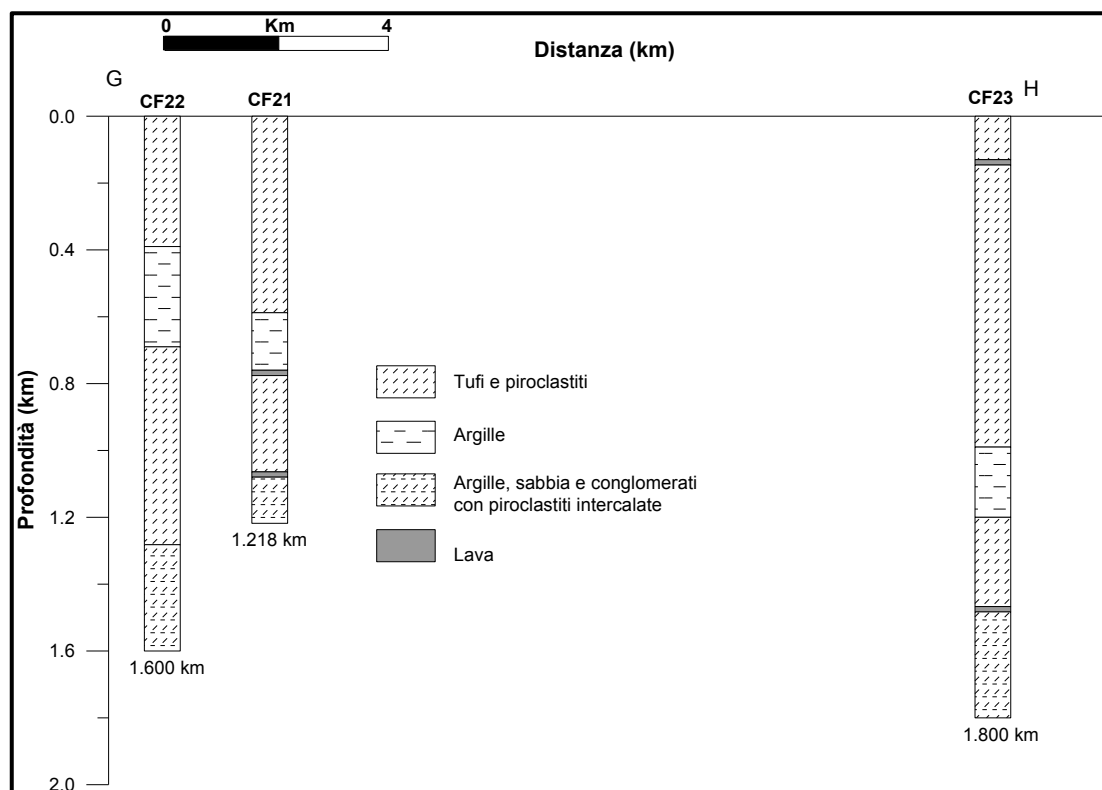 0 Km 4
Distanza (km)
G
H
CF22
CF21
CF23
0.0
0.4
0.8
1.2
1.6
2.0
Profondità (km)
Tufi e piroclastiti
Argille
Argille, sabbia e conglomerati
con piroclastiti intercalate
Lava
1.218 km
1.600 km
1.800 km